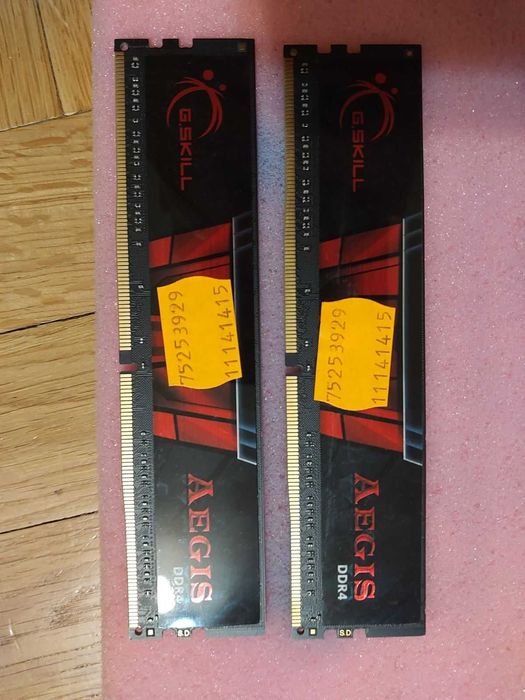 G.SKILL
75253929
11141415
AEGIS
DDR4
S.D
G.SKILL
75253929
11141415
AEGIS
DDR4
S.D